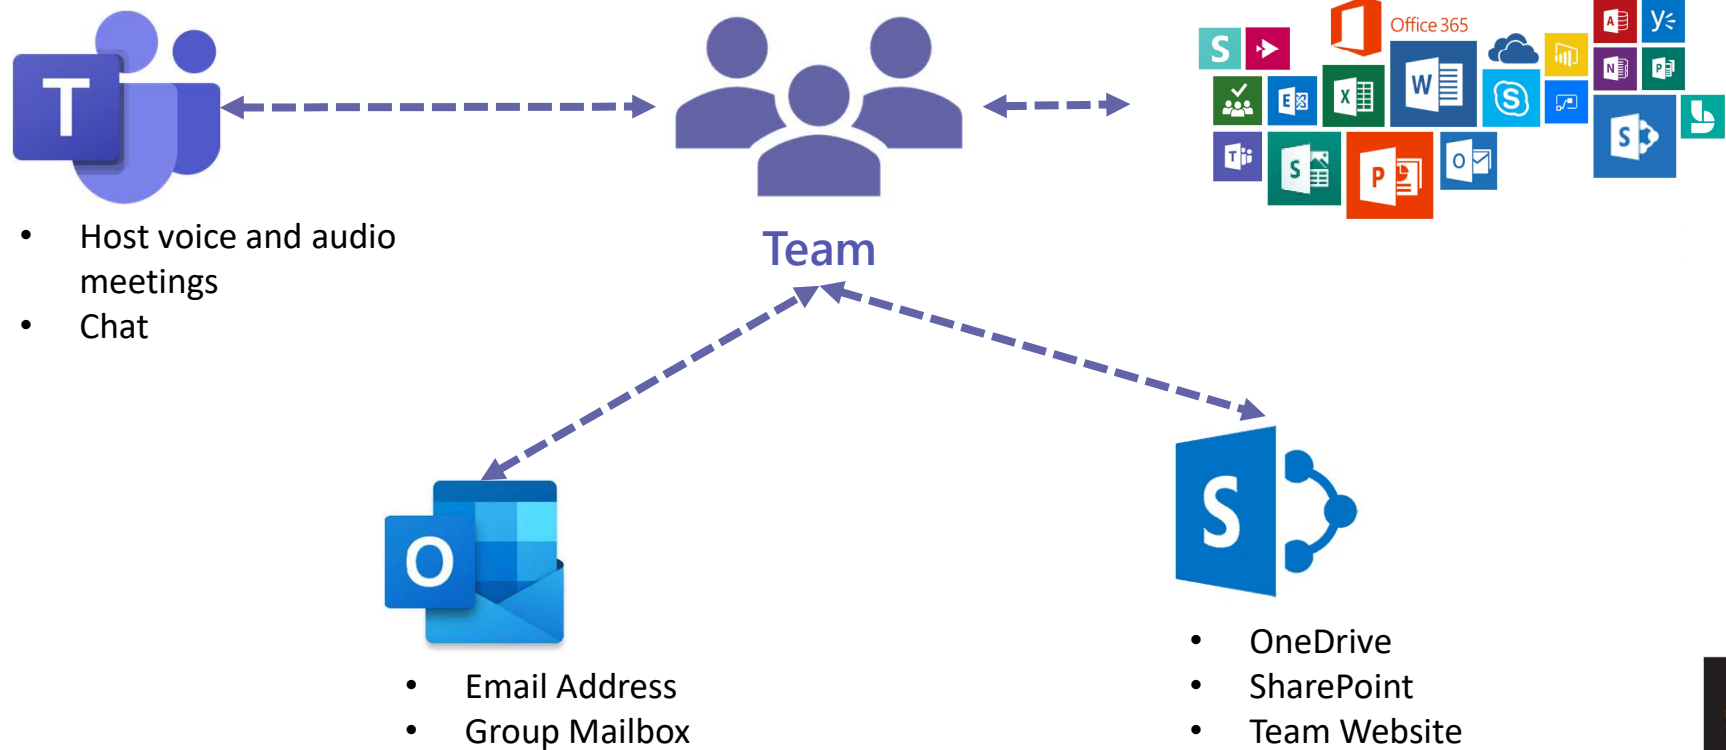 T
Office 365
S
A
y
N
P
E
X
W
S
S
T
S
P
O
• Host voice and audio
meetings
• Chat
Team
O
S
• Email Address
• Group Mailbox
• OneDrive
• SharePoint
• Team Website